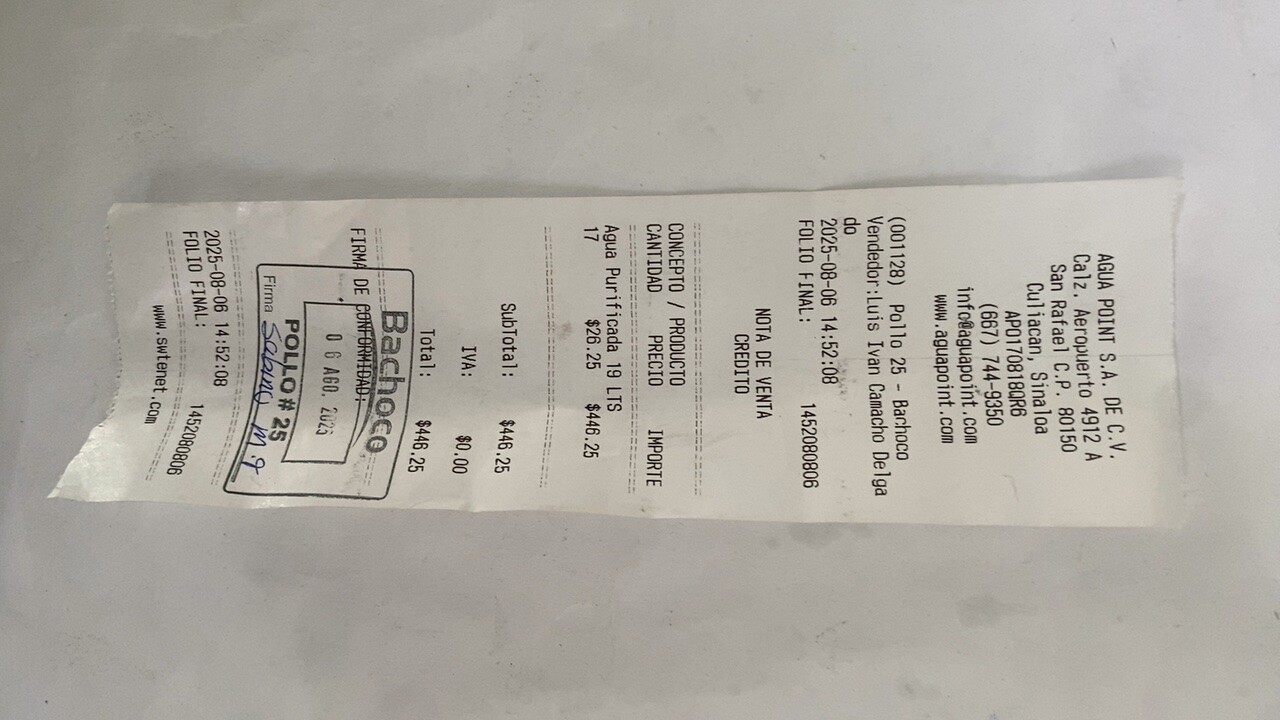 AGUA POINT S.A. DE C.V.
Calz. Aeropuerto 4912 A
San Rafael C.P. 80150
Culiacan, Sinaloa
APO170818QR6
(667) 744-9350
info@aguapoint.com
www.aguapoint.com
(001128) Pollo 25 - Bachoco
Vendedor:Luis Ivan Camacho Delga
do
2025-08-06 14:52:08
FOLIO FINAL: 1452080806
NOTA DE VENTA
CREDITO
CONCEPTO / PRODUCTO
CANTIDAD PRECIO IMPORTE
Agua Purificada 19 LTS
17 $26.25 $446.25
SubTotal: $446.25
IVA: $0.00
Total: $446.25
Bachoco
FIRMA DE CONFORMIDAD:
0 6 AGO. 2025
POLLO # 25
Firma
2025-08-06 14:52:08
FOLIO FINAL: 1452080806
www.swtenet.com